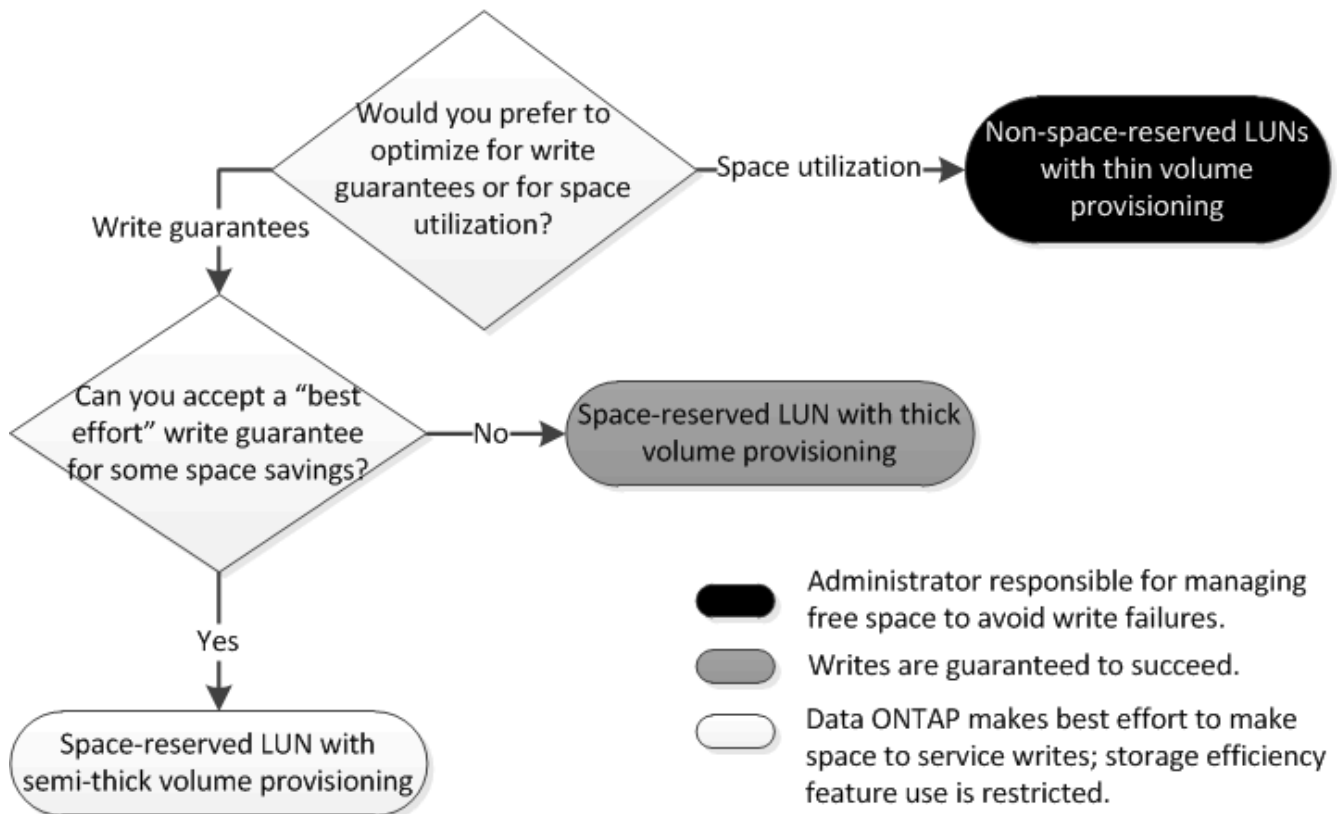 Would you prefer to
optimize for write
guarantees or for space
utilization?
Space utilization
Non-space-reserved LUNs
with thin volume
provisioning
Write guarantees
Can you accept a “best
effort” write guarantee
for some space savings?
No
Space-reserved LUN with thick
volume provisioning
Yes
Space-reserved LUN with
semi-thick volume provisioning
Administrator responsible for managing
free space to avoid write failures.
Writes are guaranteed to succeed.
Data ONTAP makes best effort to make
space to service writes; storage efficiency
feature use is restricted.